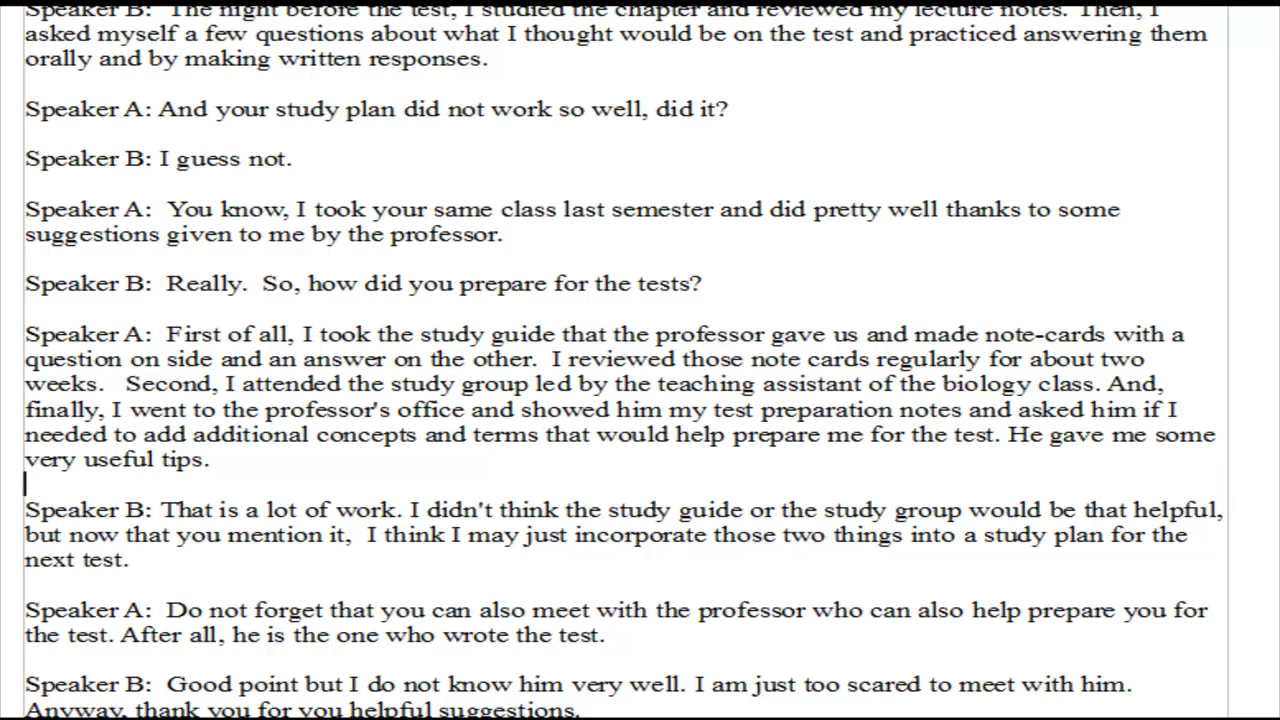 Speaker B:  The night before the test, I studied the chapter and reviewed my lecture notes. Then, I
asked myself a few questions about what I thought would be on the test and practiced answering them
orally and by making written responses.
Speaker A: And your study plan did not work so well, did it?
Speaker B: I guess not.
Speaker A:  You know, I took your same class last semester and did pretty well thanks to some
suggestions given to me by the professor.
Speaker B:  Really.  So, how did you prepare for the tests?
Speaker A:  First of all, I took the study guide that the professor gave us and made note-cards with a
question on side and an answer on the other.  I reviewed those note cards regularly for about two
weeks.   Second, I attended the study group led by the teaching assistant of the biology class. And,
finally, I went to the professor's office and showed him my test preparation notes and asked him if I
needed to add additional concepts and terms that would help prepare me for the test. He gave me some
very useful tips.
Speaker B: That is a lot of work. I didn't think the study guide or the study group would be that helpful,
but now that you mention it,  I think I may just incorporate those two things into a study plan for the
next test.
Speaker A:  Do not forget that you can also meet with the professor who can also help prepare you for
the test. After all, he is the one who wrote the test.
Speaker B:  Good point but I do not know him very well. I am just too scared to meet with him.
Anyway, thank you for you helpful suggestions.